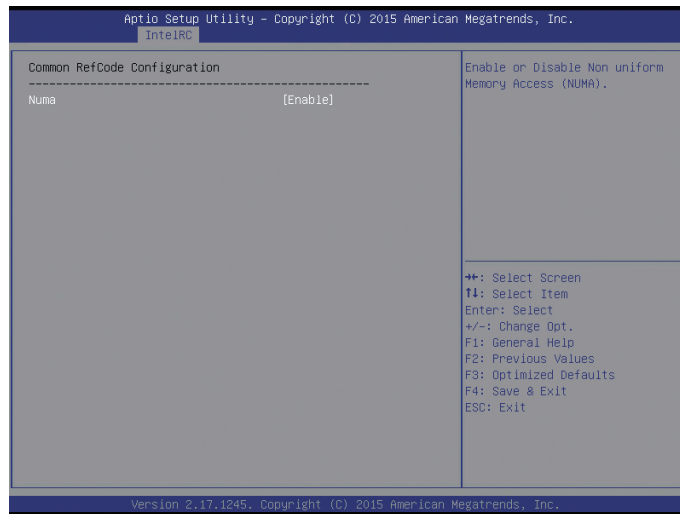 Aptio Setup Utility – Copyright (C) 2015 American Megatrends, Inc.
IntelRC
Common RefCode Configuration
--------------------------------------------------
Numa [Enable]
Enable or Disable Non uniform
Memory Access (NUMA).
→←: Select Screen
↑↓: Select Item
Enter: Select
+/-: Change Opt.
F1: General Help
F2: Previous Values
F3: Optimized Defaults
F4: Save & Exit
ESC: Exit
Version 2.17.1245. Copyright (C) 2015 American Megatrends, Inc.